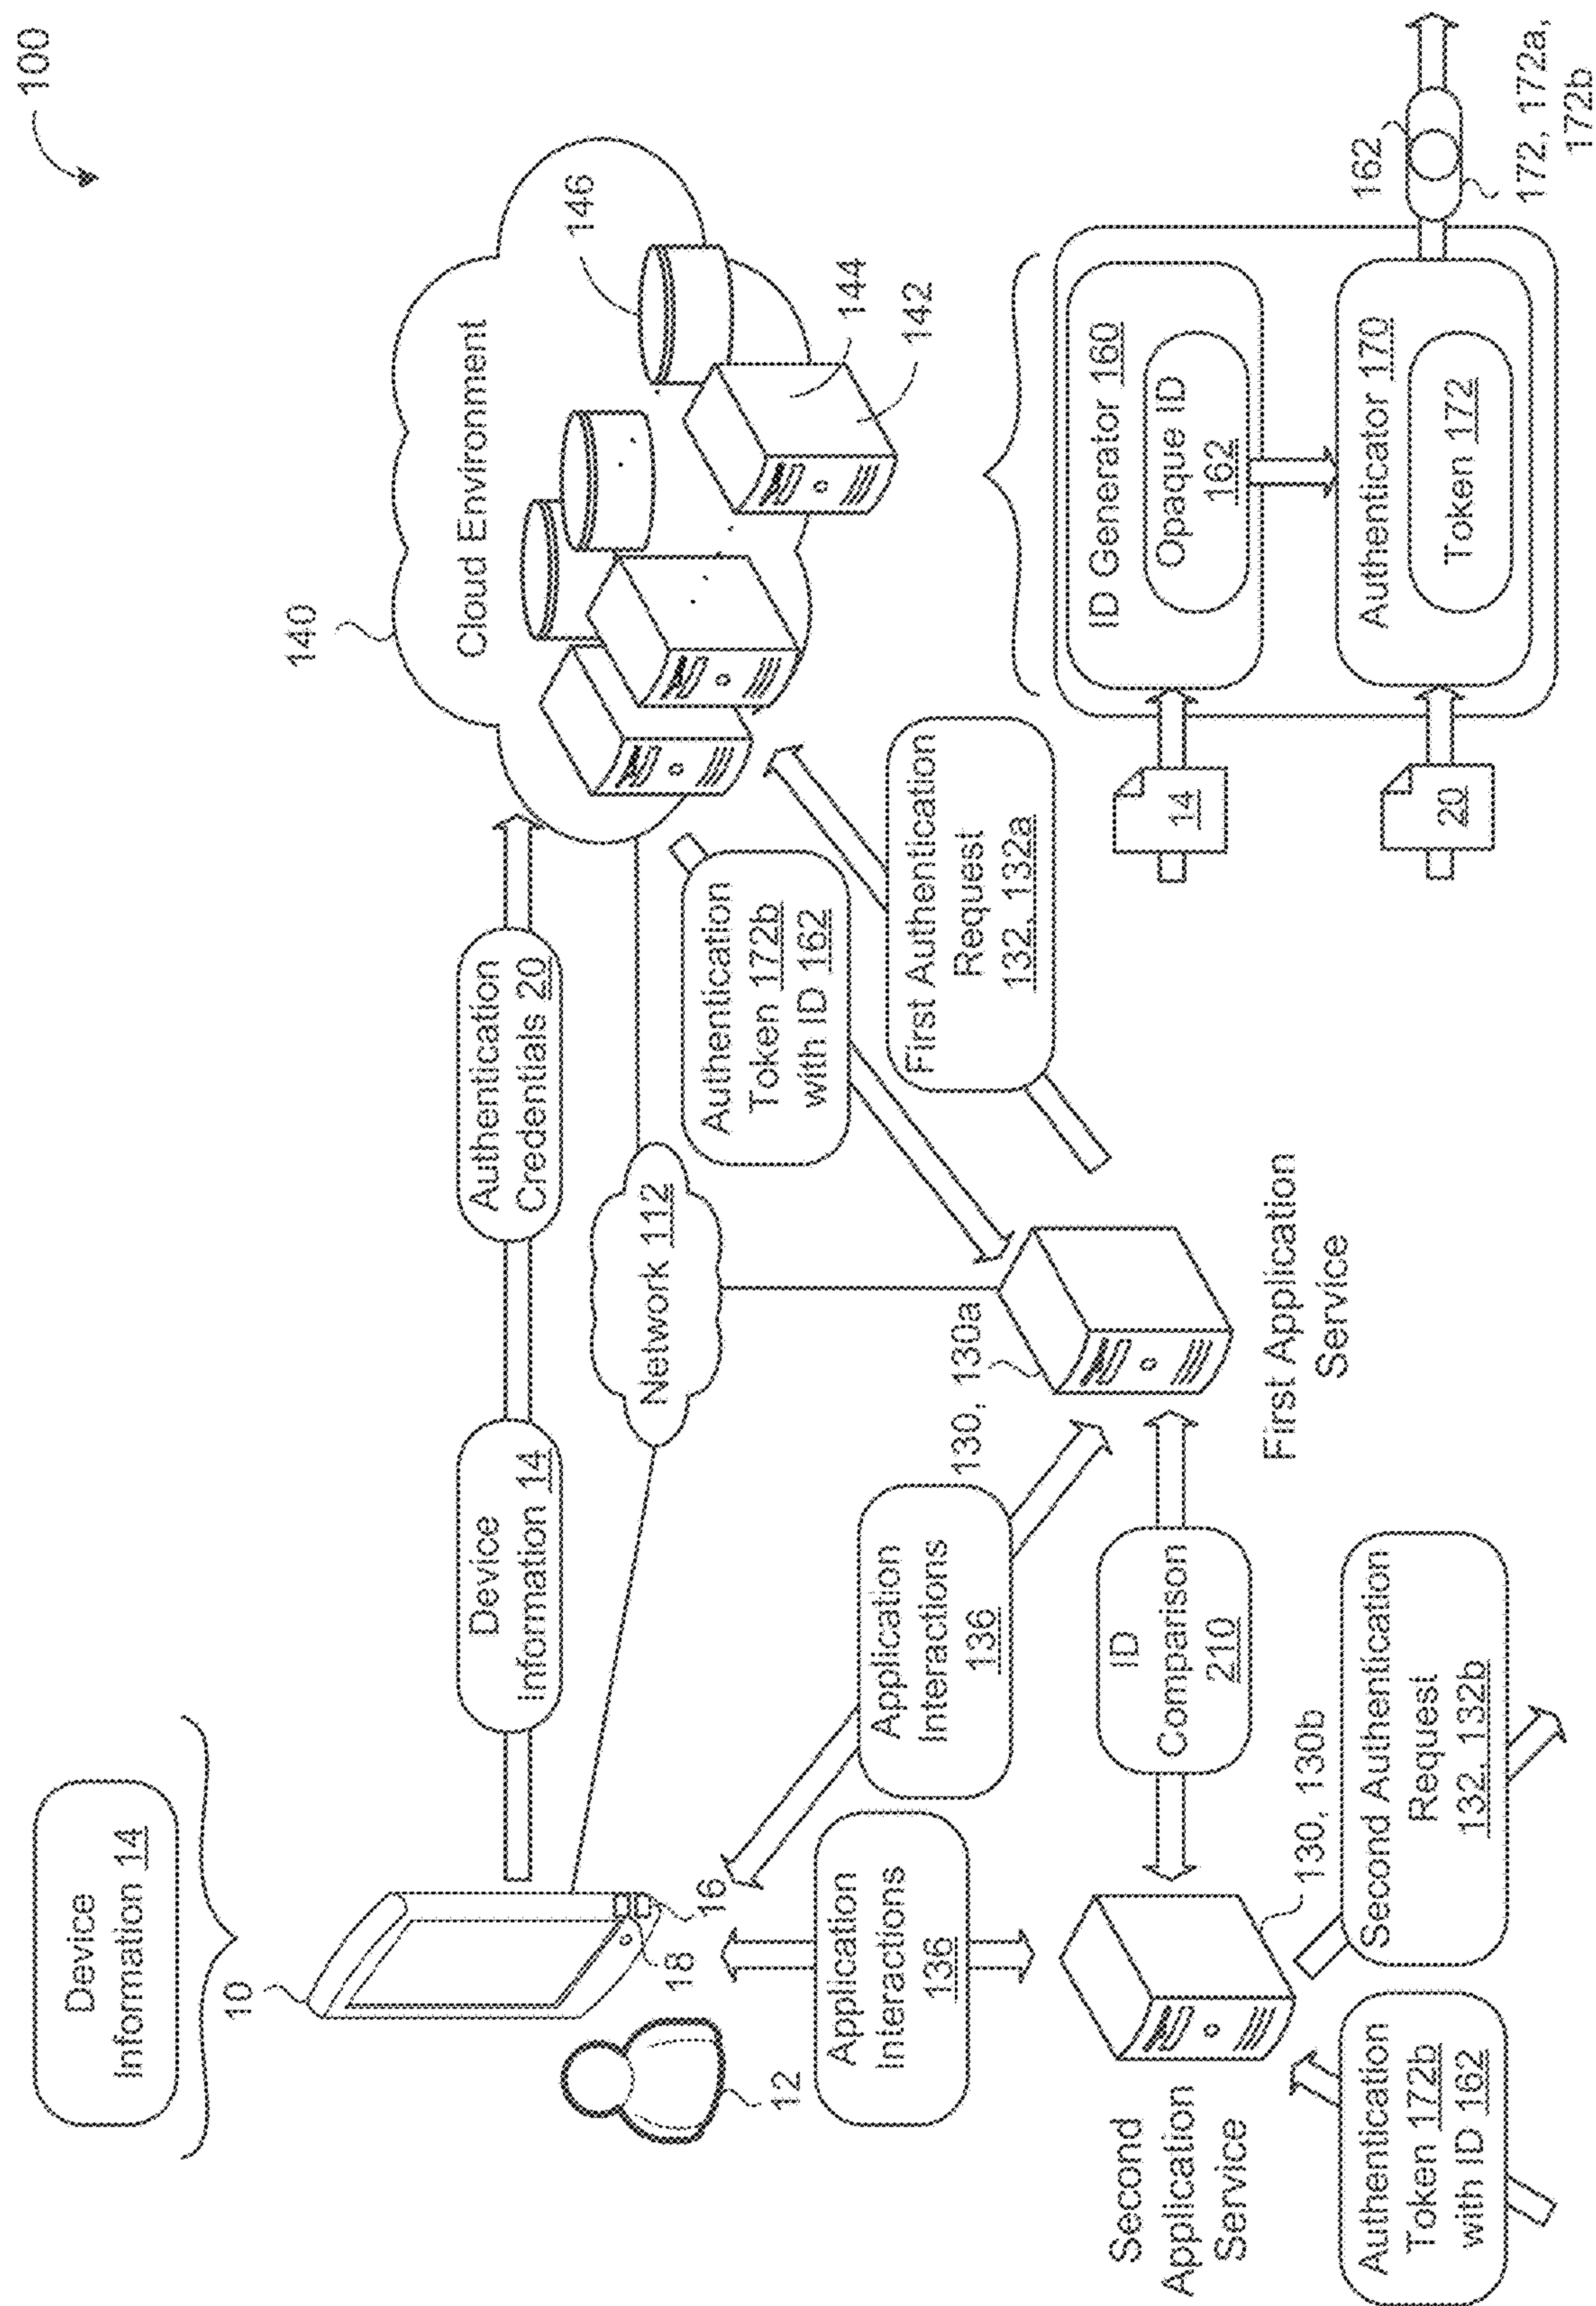 100
Device
Information 14
10
16
18
12
Device
Information 14
Authentication
Credentials 20
140
Cloud Environment
146
144
142
Network 112
Authentication
Token 172b
with ID 162
First Authentication
Request
132, 132a
Application
Interactions
136
Application
Interactions
136
130, 130a
First Application
Service
ID
Comparison
210
130, 130b
Second
Application
Service
Second Authentication
Request
132, 132b
Authentication
Token 172b
with ID 162
14
20
ID Generator 160
Opaque ID
162
Authenticator 170
Token 172
162
172, 172a,
172b